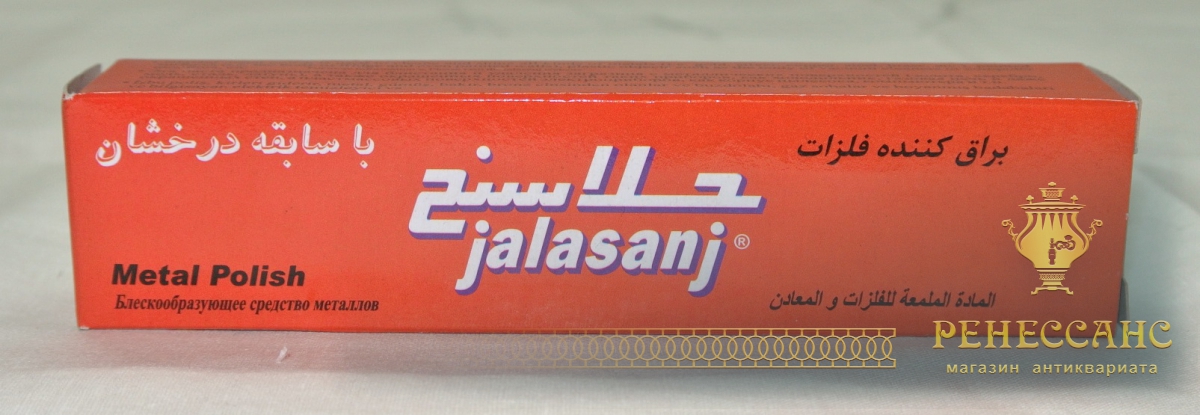 با سابقه درخشان
براق کننده فلزات
جلاسنج
jalasanj®
Metal Polish
Блескообразующее средство металлов
المادة الملمعة للفلزات و المعادن
РЕНЕССАНС
магазин антиквариата